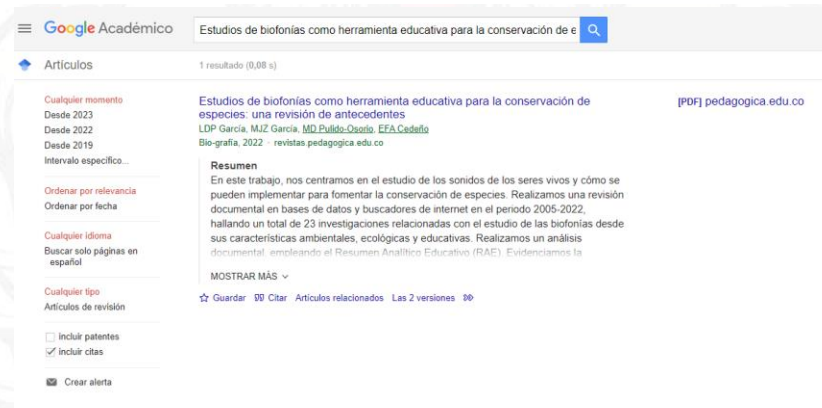 Google Académico
Estudios de biofonías como herramienta educativa para la conservación de e
Artículos
1 resultado (0,08 s)
Cualquier momento
Desde 2023
Desde 2022
Desde 2019
Intervalo específico...
Ordenar por relevancia
Ordenar por fecha
Cualquier idioma
Buscar solo páginas en
español
Cualquier tipo
Artículos de revisión
incluir patentes
incluir citas
Crear alerta
Estudios de biofonías como herramienta educativa para la conservación de
especies: una revisión de antecedentes
LDP García, MJZ García, MD Pulido-Osorio, EFA Cedeño
Bio-grafía, 2022 · revistas.pedagogica.edu.co
Resumen
En este trabajo, nos centramos en el estudio de los sonidos de los seres vivos y cómo se
pueden implementar para fomentar la conservación de especies. Realizamos una revisión
documental en bases de datos y buscadores de internet en el periodo 2005-2022,
hallando un total de 23 investigaciones relacionadas con el estudio de las biofonías desde
sus características ambientales, ecológicas y educativas. Realizamos un análisis
documental, empleando el Resumen Analítico Educativo (RAE). Evidenciamos la
MOSTRAR MÁS
Guardar Citar Artículos relacionados Las 2 versiones
[PDF] pedagogica.edu.co